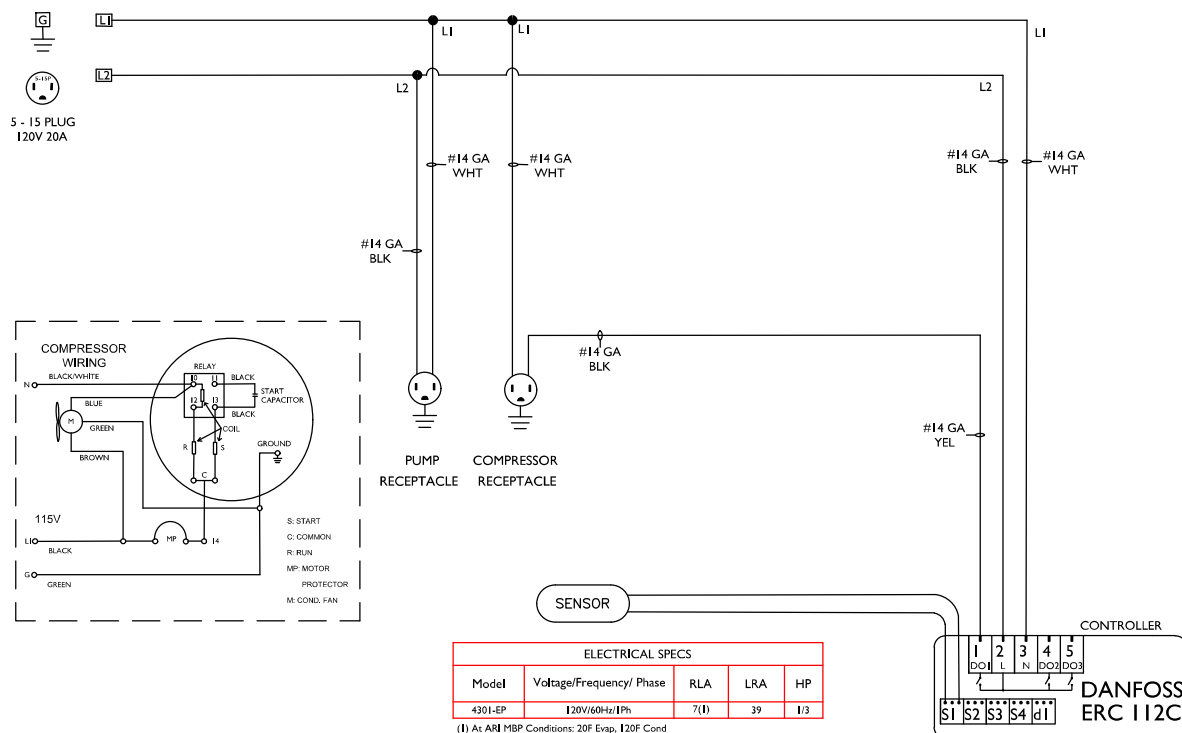 G
L1
L1
L1
L1
L2
L2
L2
5-15P
5 - 15 PLUG
120V 20A
#14 GA
WHT
#14 GA
WHT
#14 GA
BLK
#14 GA
WHT
#14 GA
BLK
#14 GA
BLK
#14 GA
YEL
COMPRESSOR
WIRING
BLACK/WHITE
N
BLUE
M
GREEN
BROWN
RELAY
10
11
BLACK
START
CAPACITOR
12
13
BLACK
COIL
R
S
GROUND
C
115V
L1
BLACK
MP
14
G
GREEN
S: START
C: COMMON
R: RUN
MP: MOTOR
PROTECTOR
M: COND. FAN
PUMP
RECEPTACLE
COMPRESSOR
RECEPTACLE
SENSOR
CONTROLLER
1 2 3 4 5
DO1 L N DO2 DO3
S1 S2 S3 S4 d1
DANFOSS
ERC 112C
ELECTRICAL SPECS
Model Voltage/Frequency/ Phase RLA LRA HP
4301-EP 120V/60Hz/1Ph 7(1) 39 1/3
(1) At ARI MBP Conditions: 20F Evap, 120F Cond